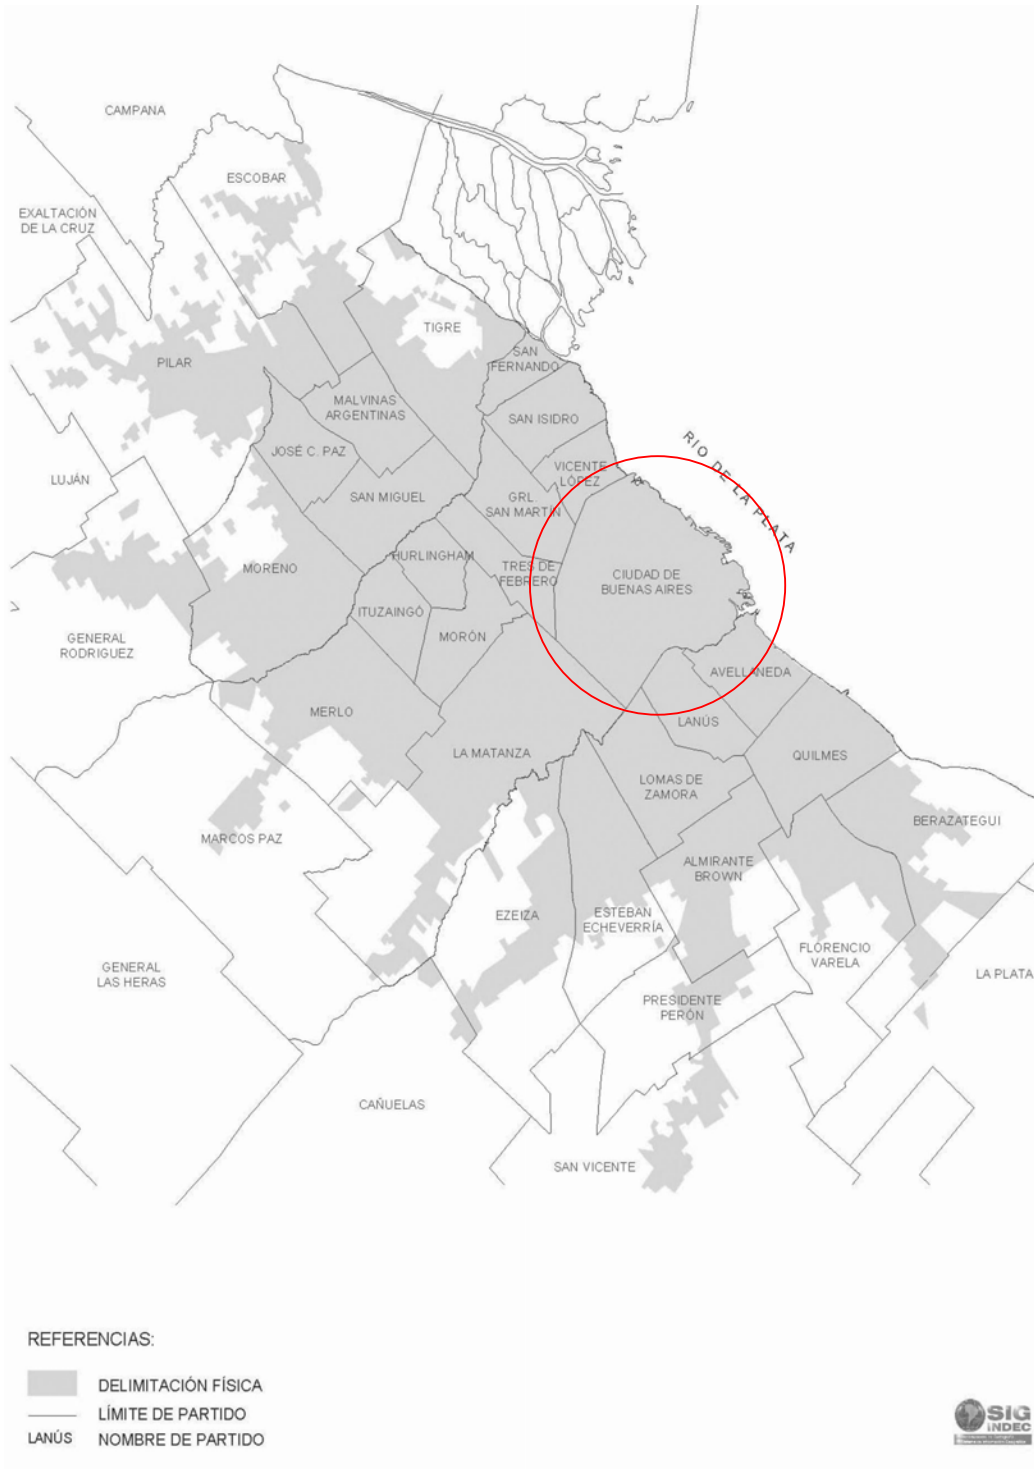 CAMPANA
ESCOBAR
EXALTACIÓN
DE LA CRUZ
TIGRE
SAN
FERNANDO
PILAR
MALVINAS
ARGENTINAS
SAN ISIDRO
RIO DE LA PLATA
JOSÉ C. PAZ
VICENTE
LÓPEZ
LUJÁN
SAN MIGUEL
GRL.
SAN MARTÍN
HURLINGHAM
TRES DE
FEBRERO
MORENO
CIUDAD DE
BUENOS AIRES
ITUZAINGÓ
MORÓN
GENERAL
RODRIGUEZ
AVELLANEDA
MERLO
LANÚS
LA MATANZA
QUILMES
LOMAS DE
ZAMORA
MARCOS PAZ
BERAZATEGUI
ALMIRANTE
BROWN
EZEIZA
ESTEBAN
ECHEVERRÍA
FLORENCIO
VARELA
GENERAL
LAS HERAS
LA PLATA
PRESIDENTE
PERÓN
CAÑUELAS
SAN VICENTE
REFERENCIAS:
DELIMITACIÓN FÍSICA
LÍMITE DE PARTIDO
LANÚS NOMBRE DE PARTIDO
SIG
INDEC